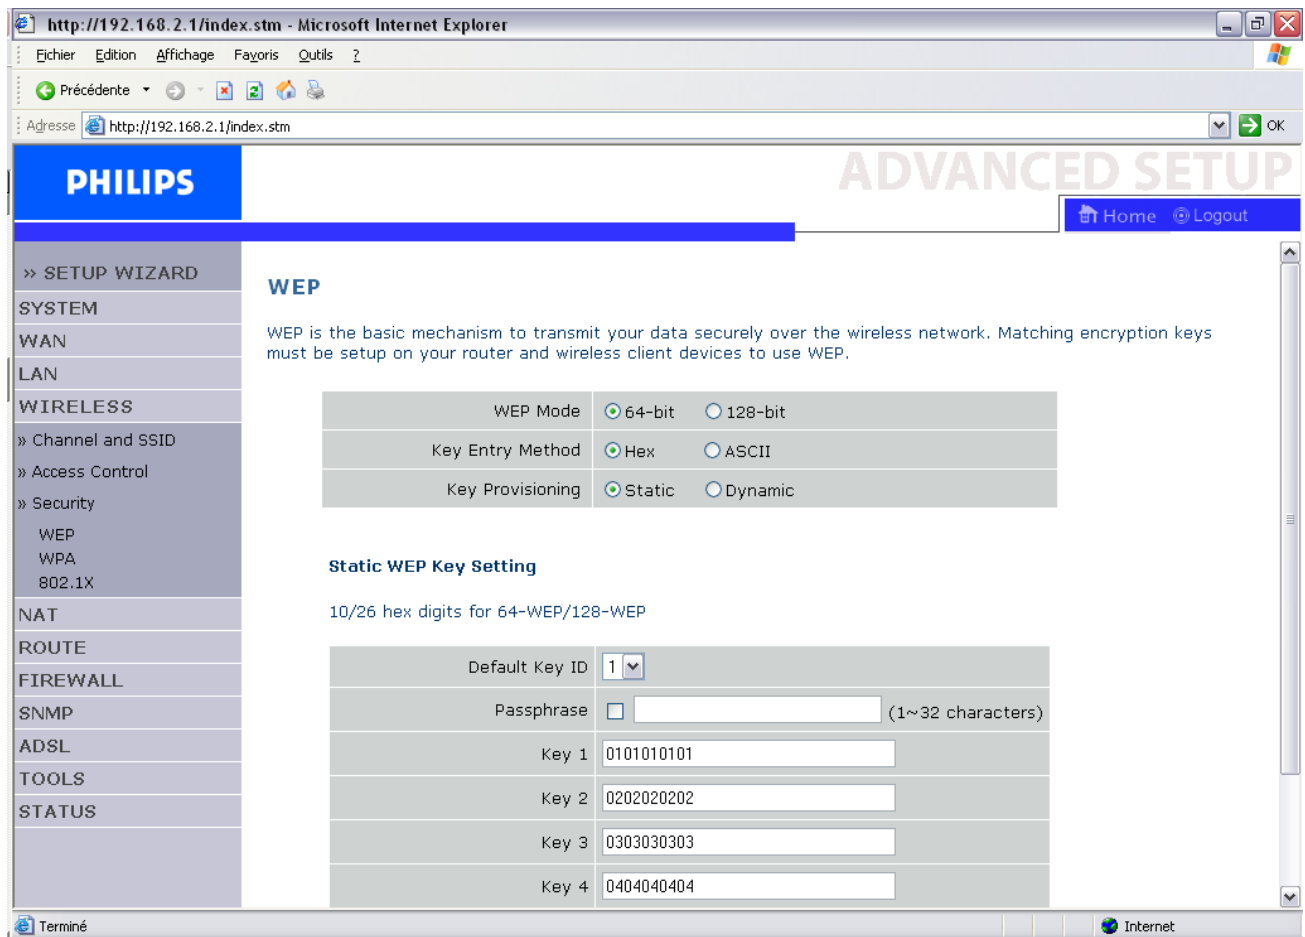 http://192.168.2.1/index.stm - Microsoft Internet Explorer
Fichier Edition Affichage Favoris Outils ?
Précédente
Adresse http://192.168.2.1/index.stm OK
PHILIPS
ADVANCED SETUP
Home Logout
» SETUP WIZARD
SYSTEM
WAN
LAN
WIRELESS
» Channel and SSID
» Access Control
» Security
WEP
WPA
802.1X
NAT
ROUTE
FIREWALL
SNMP
ADSL
TOOLS
STATUS
WEP
WEP is the basic mechanism to transmit your data securely over the wireless network. Matching encryption keys
must be setup on your router and wireless client devices to use WEP.
WEP Mode 64-bit 128-bit
Key Entry Method Hex ASCII
Key Provisioning Static Dynamic
Static WEP Key Setting
10/26 hex digits for 64-WEP/128-WEP
Default Key ID 1
Passphrase (1~32 characters)
Key 1 0101010101
Key 2 0202020202
Key 3 0303030303
Key 4 0404040404
Terminé Internet